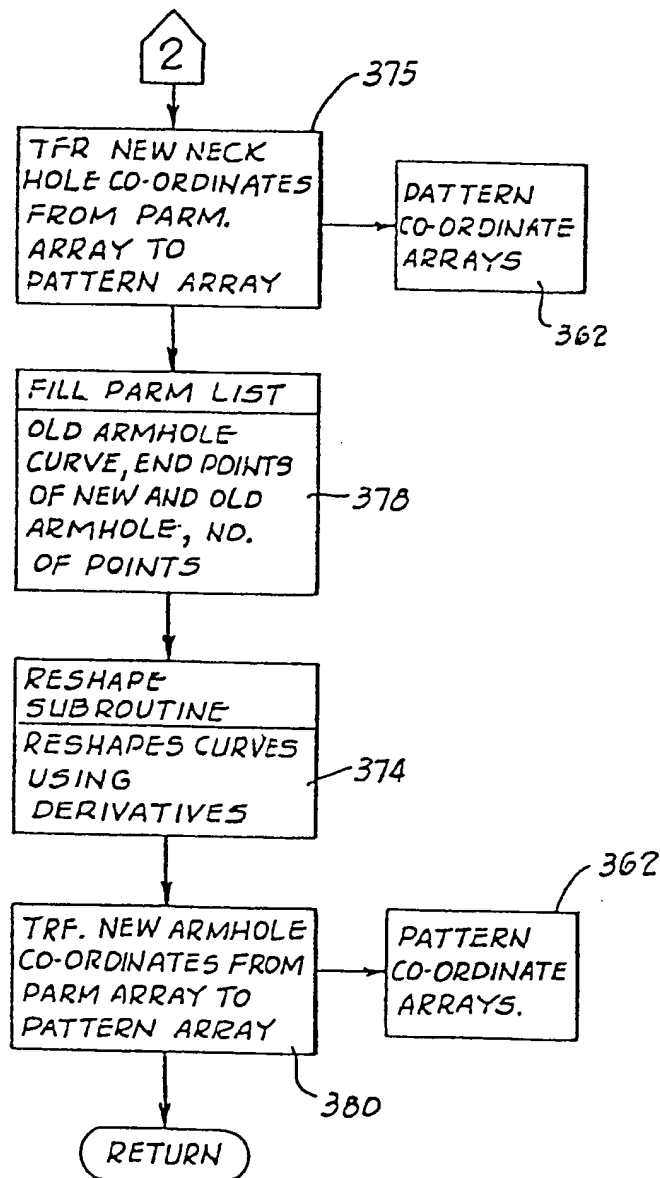 2
375
TFR NEW NECK
HOLE CO-ORDINATES
FROM PARM.
ARRAY TO
PATTERN ARRAY
PATTERN
CO-ORDINATE
ARRAYS
362
FILL PARM LIST
OLD ARMHOLE
CURVE, END POINTS
OF NEW AND OLD
ARMHOLE, NO.
OF POINTS
378
RESHAPE
SUBROUTINE
RESHAPES CURVES
USING
DERIVATIVES
374
TRF. NEW ARMHOLE
CO-ORDINATES FROM
PARM ARRAY TO
PATTERN ARRAY
380
362
PATTERN
CO-ORDINATE
ARRAYS.
RETURN